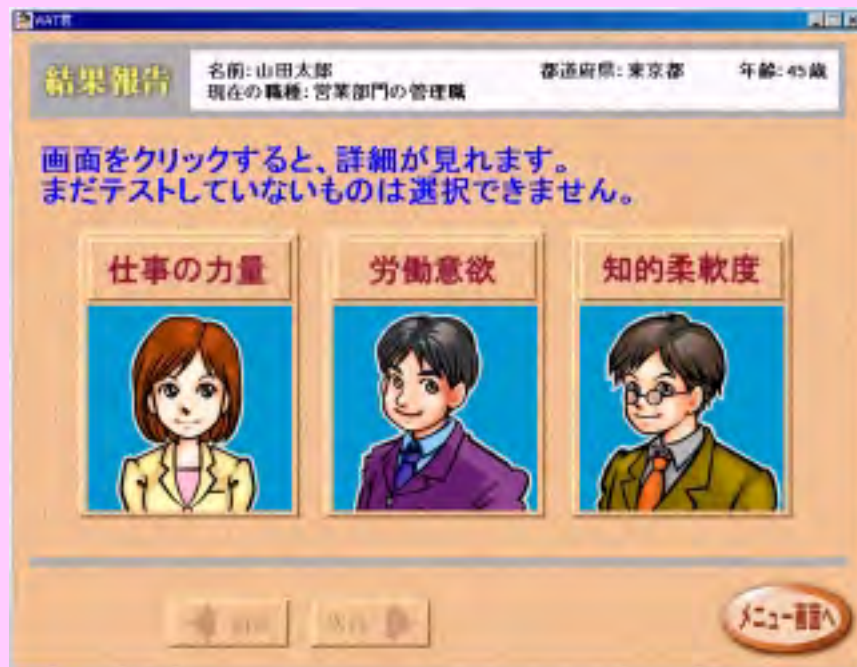 WAT君
結果報告
名前:山田太郎 都道府県:東京都 年齢:45歳
現在の職種:営業部門の管理職
画面をクリックすると、詳細が見れます。
まだテストしていないものは選択できません。
仕事の力量 労働意欲 知的柔軟度
メニュー画面へ